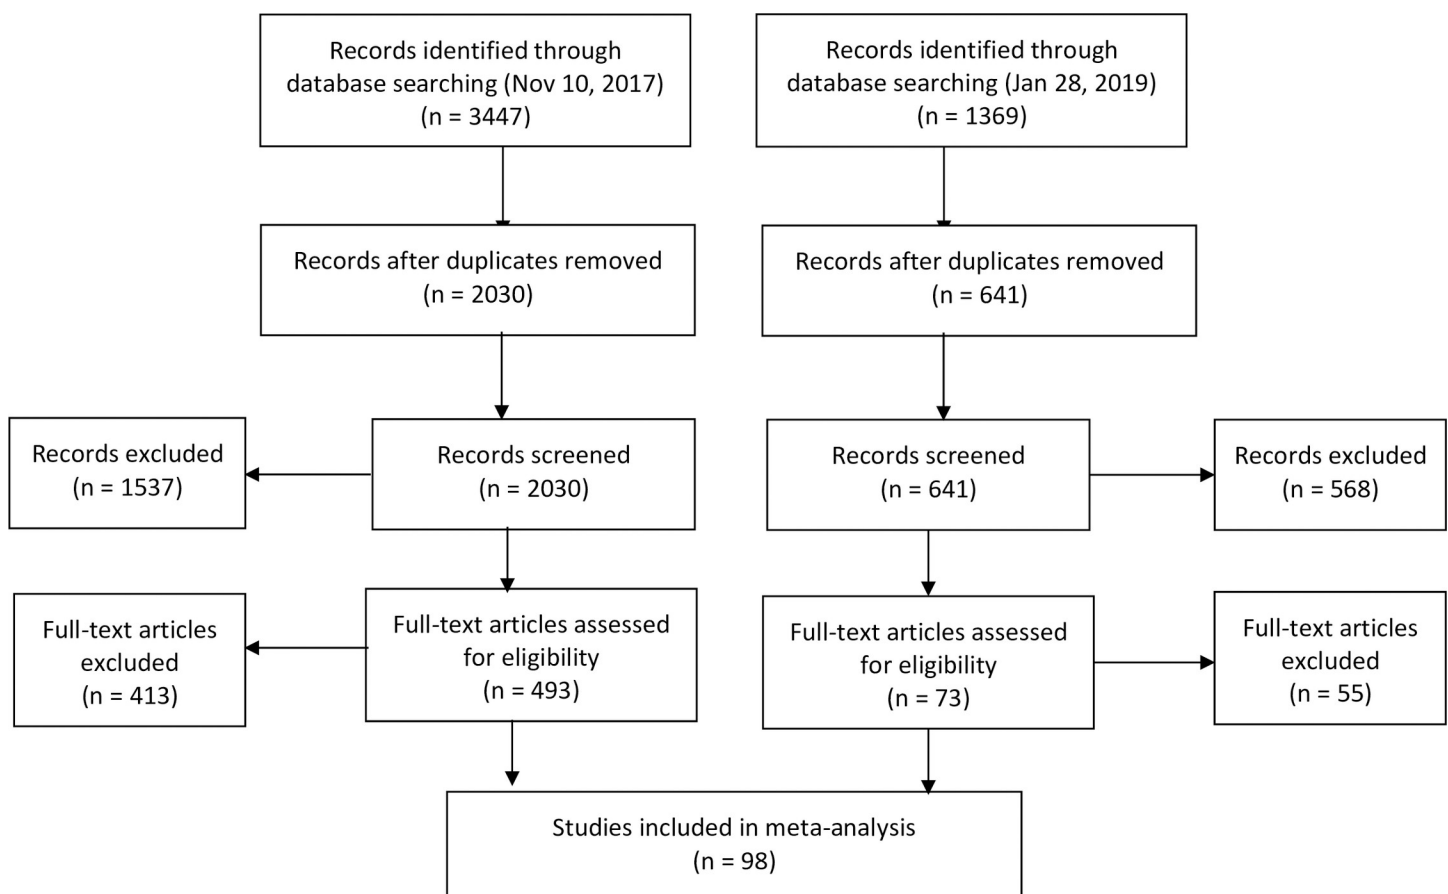 Records identified through
database searching (Nov 10, 2017)
(n = 3447)
Records identified through
database searching (Jan 28, 2019)
(n = 1369)
Records after duplicates removed
(n = 2030)
Records after duplicates removed
(n = 641)
Records excluded
(n = 1537)
Records screened
(n = 2030)
Records screened
(n = 641)
Records excluded
(n = 568)
Full-text articles
excluded
(n = 413)
Full-text articles assessed
for eligibility
(n = 493)
Full-text articles assessed
for eligibility
(n = 73)
Full-text articles
excluded
(n = 55)
Studies included in meta-analysis
(n = 98)